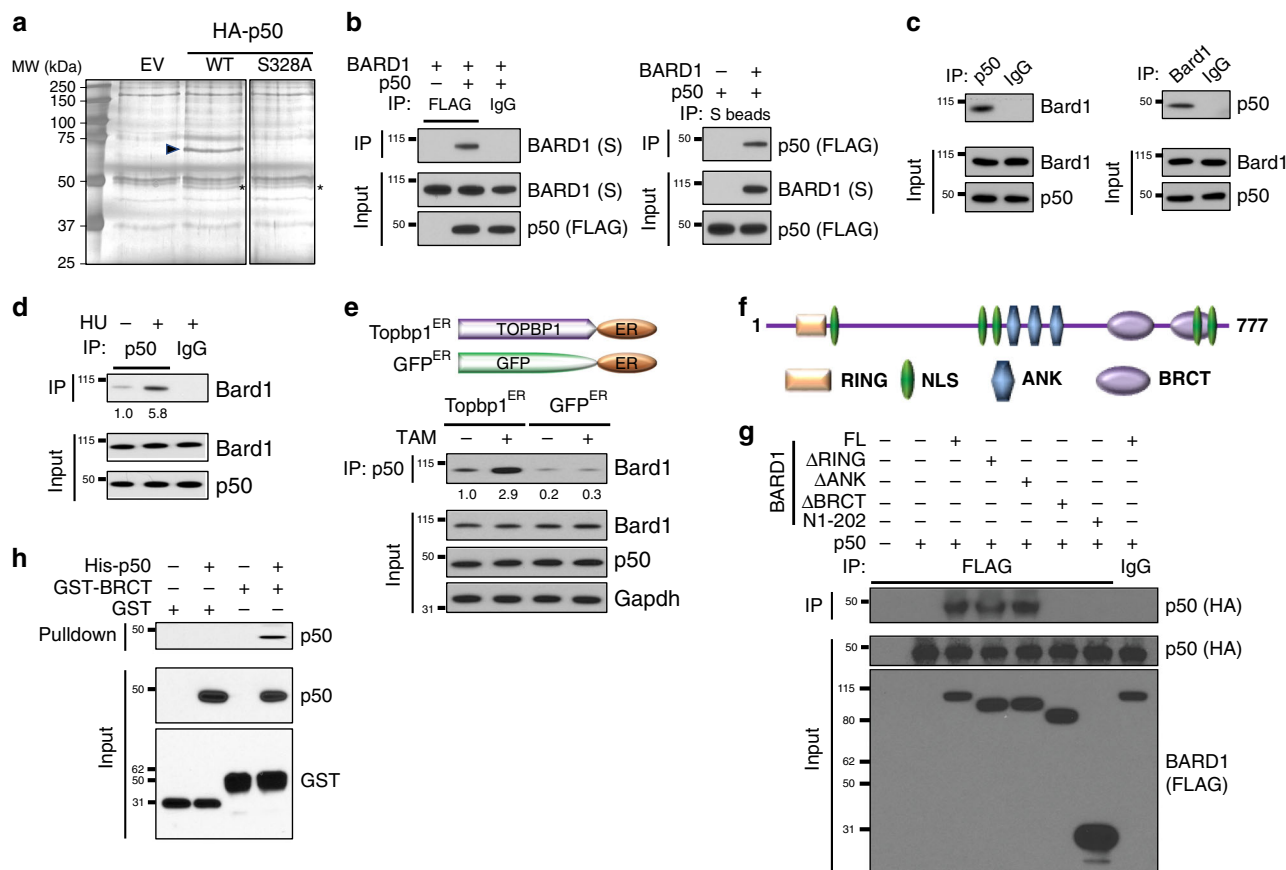 a
HA-p50
MW (kDa) EV WT S328A
250
150
100
75
50
37
25
* *
b
BARD1 + + +
p50 – + +
IP: FLAG IgG
IP 115 BARD1 (S)
Input 115 BARD1 (S)
50 p50 (FLAG)
BARD1 – +
p50 + +
IP: S beads
IP 50 p50 (FLAG)
Input 115 BARD1 (S)
50 p50 (FLAG)
c
IP: p50 IgG
115 Bard1
Input Bard1
115
50 p50
IP: Bard1 IgG
50 p50
Input 115 Bard1
50 p50
d
HU – + +
IP: p50 IgG
IP 115 Bard1
1.0 5.8
Input 115 Bard1
50 p50
e
Topbp1ER TOPBP1 ER
GFPER GFP ER
Topbp1ER GFPER
TAM – + – +
IP: p50 115 Bard1
1.0 2.9 0.2 0.3
Input 115 Bard1
50 p50
31 Gapdh
f
1 777
RING NLS ANK BRCT
g
BARD1
FL – – + – – – – +
ΔRING – – – + – – – –
ΔANK – – – – + – – –
ΔBRCT – – – – – + – –
N1-202 – – – – – – + –
p50 – + + + + + + +
IP: FLAG IgG
IP 50 p50 (HA)
Input 50 p50 (HA)
115
80
62
50
31
BARD1
(FLAG)
h
His-p50 – + – +
GST-BRCT – – + +
GST + + – –
Pulldown 50 p50
Input 50 p50
62
50
31
GST